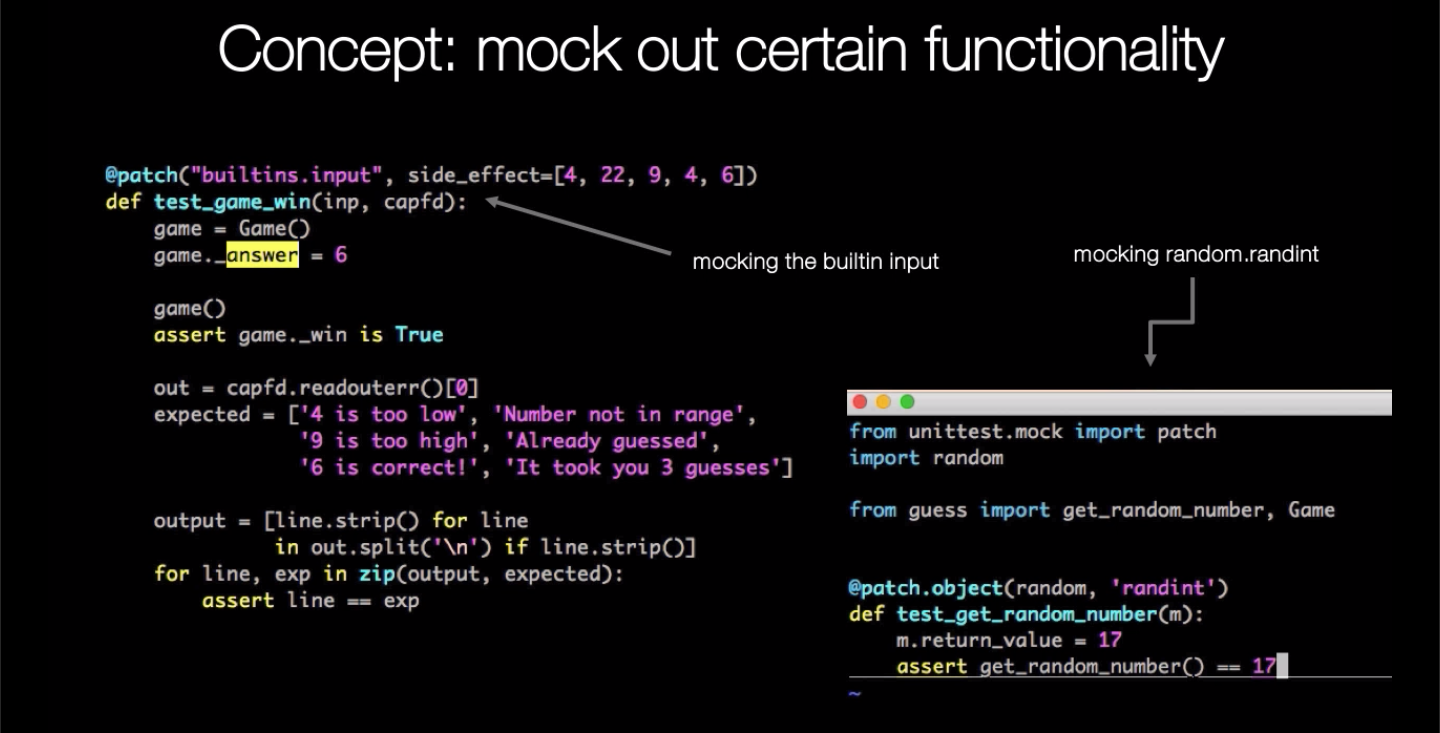 Concept: mock out certain functionality
@patch("builtins.input", side_effect=[4, 22, 9, 4, 6])
def test_game_win(inp, capfd):
    game = Game()
    game._answer = 6

    game()
    assert game._win is True

    out = capfd.readouterr()[0]
    expected = ['4 is too low', 'Number not in range',
                '9 is too high', 'Already guessed',
                '6 is correct!', 'It took you 3 guesses']

    output = [line.strip() for line
              in out.split('\n') if line.strip()]
    for line, exp in zip(output, expected):
        assert line == exp
mocking the builtin input
mocking random.randint
from unittest.mock import patch
import random

from guess import get_random_number, Game


@patch.object(random, 'randint')
def test_get_random_number(m):
    m.return_value = 17
    assert get_random_number() == 17
~